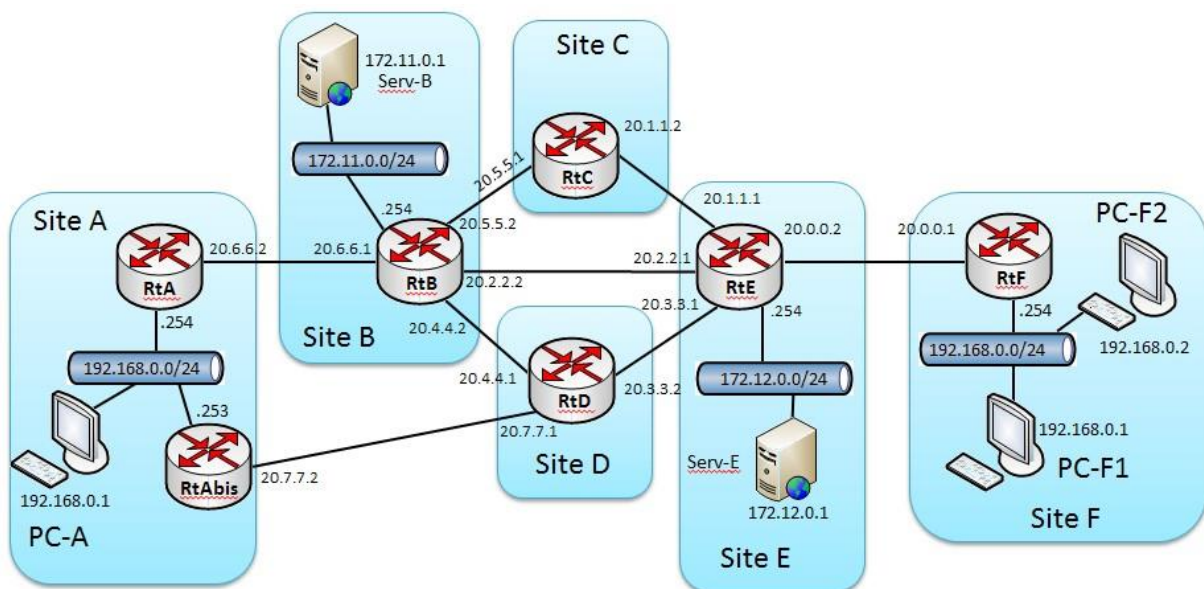 Site A
20.6.6.2
RtA
.254
192.168.0.0/24
.253
192.168.0.1
PC-A
RtAbis
20.7.7.2
172.11.0.1
Serv-B
172.11.0.0/24
.254
20.5.5.2
20.6.6.1
RtB
20.2.2.2
20.4.4.2
Site B
Site C
20.5.5.1
20.1.1.2
RtC
20.4.4.1
RtD
20.3.3.2
20.7.7.1
Site D
20.1.1.1
20.0.0.2
20.2.2.1
RtE
20.3.3.1
.254
172.12.0.0/24
Serv-E
172.12.0.1
Site E
20.0.0.1
PC-F2
RtF
.254
192.168.0.0/24
192.168.0.2
192.168.0.1
PC-F1
Site F